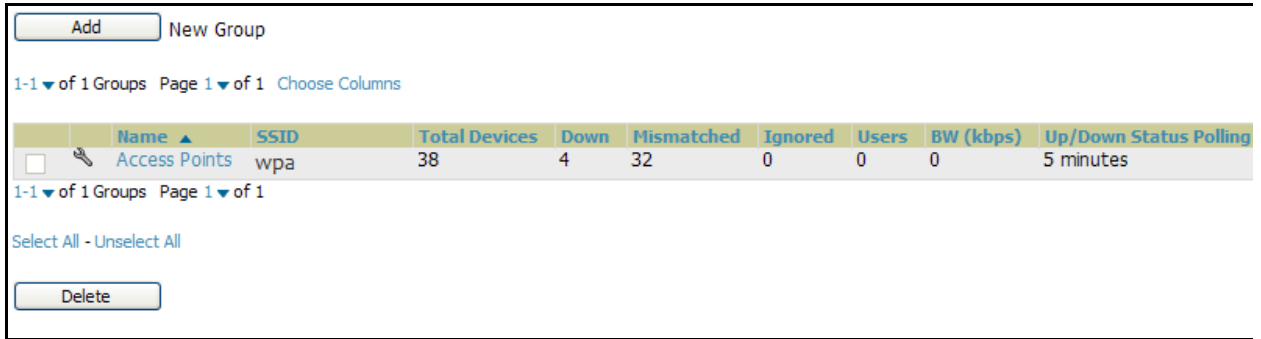 Add New Group
1-1 of 1 Groups Page 1 of 1 Choose Columns
Name SSID Total Devices Down Mismatched Ignored Users BW (kbps) Up/Down Status Polling
Access Points wpa 38 4 32 0 0 0 5 minutes
1-1 of 1 Groups Page 1 of 1
Select All - Unselect All
Delete